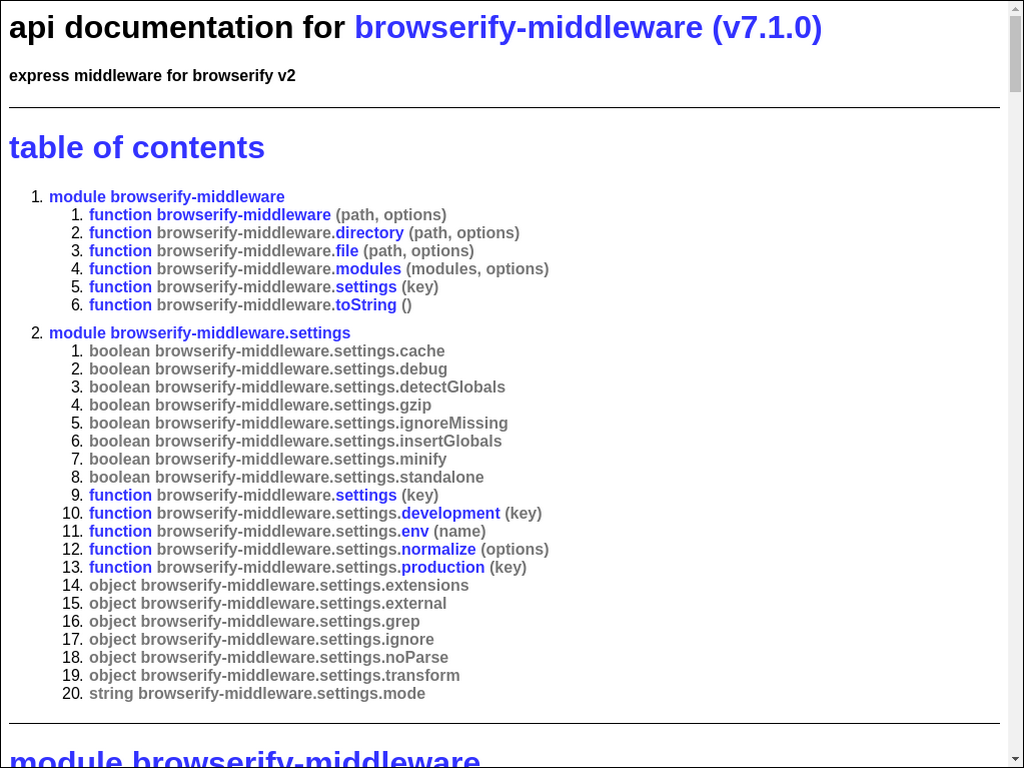 api documentation for browserify-middleware (v7.1.0)
express middleware for browserify v2
table of contents
1. module browserify-middleware
1. function browserify-middleware (path, options)
2. function browserify-middleware.directory (path, options)
3. function browserify-middleware.file (path, options)
4. function browserify-middleware.modules (modules, options)
5. function browserify-middleware.settings (key)
6. function browserify-middleware.toString ()
2. module browserify-middleware.settings
1. boolean browserify-middleware.settings.cache
2. boolean browserify-middleware.settings.debug
3. boolean browserify-middleware.settings.detectGlobals
4. boolean browserify-middleware.settings.gzip
5. boolean browserify-middleware.settings.ignoreMissing
6. boolean browserify-middleware.settings.insertGlobals
7. boolean browserify-middleware.settings.minify
8. boolean browserify-middleware.settings.standalone
9. function browserify-middleware.settings (key)
10. function browserify-middleware.settings.development (key)
11. function browserify-middleware.settings.env (name)
12. function browserify-middleware.settings.normalize (options)
13. function browserify-middleware.settings.production (key)
14. object browserify-middleware.settings.extensions
15. object browserify-middleware.settings.external
16. object browserify-middleware.settings.grep
17. object browserify-middleware.settings.ignore
18. object browserify-middleware.settings.noParse
19. object browserify-middleware.settings.transform
20. string browserify-middleware.settings.mode
module browserify-middleware